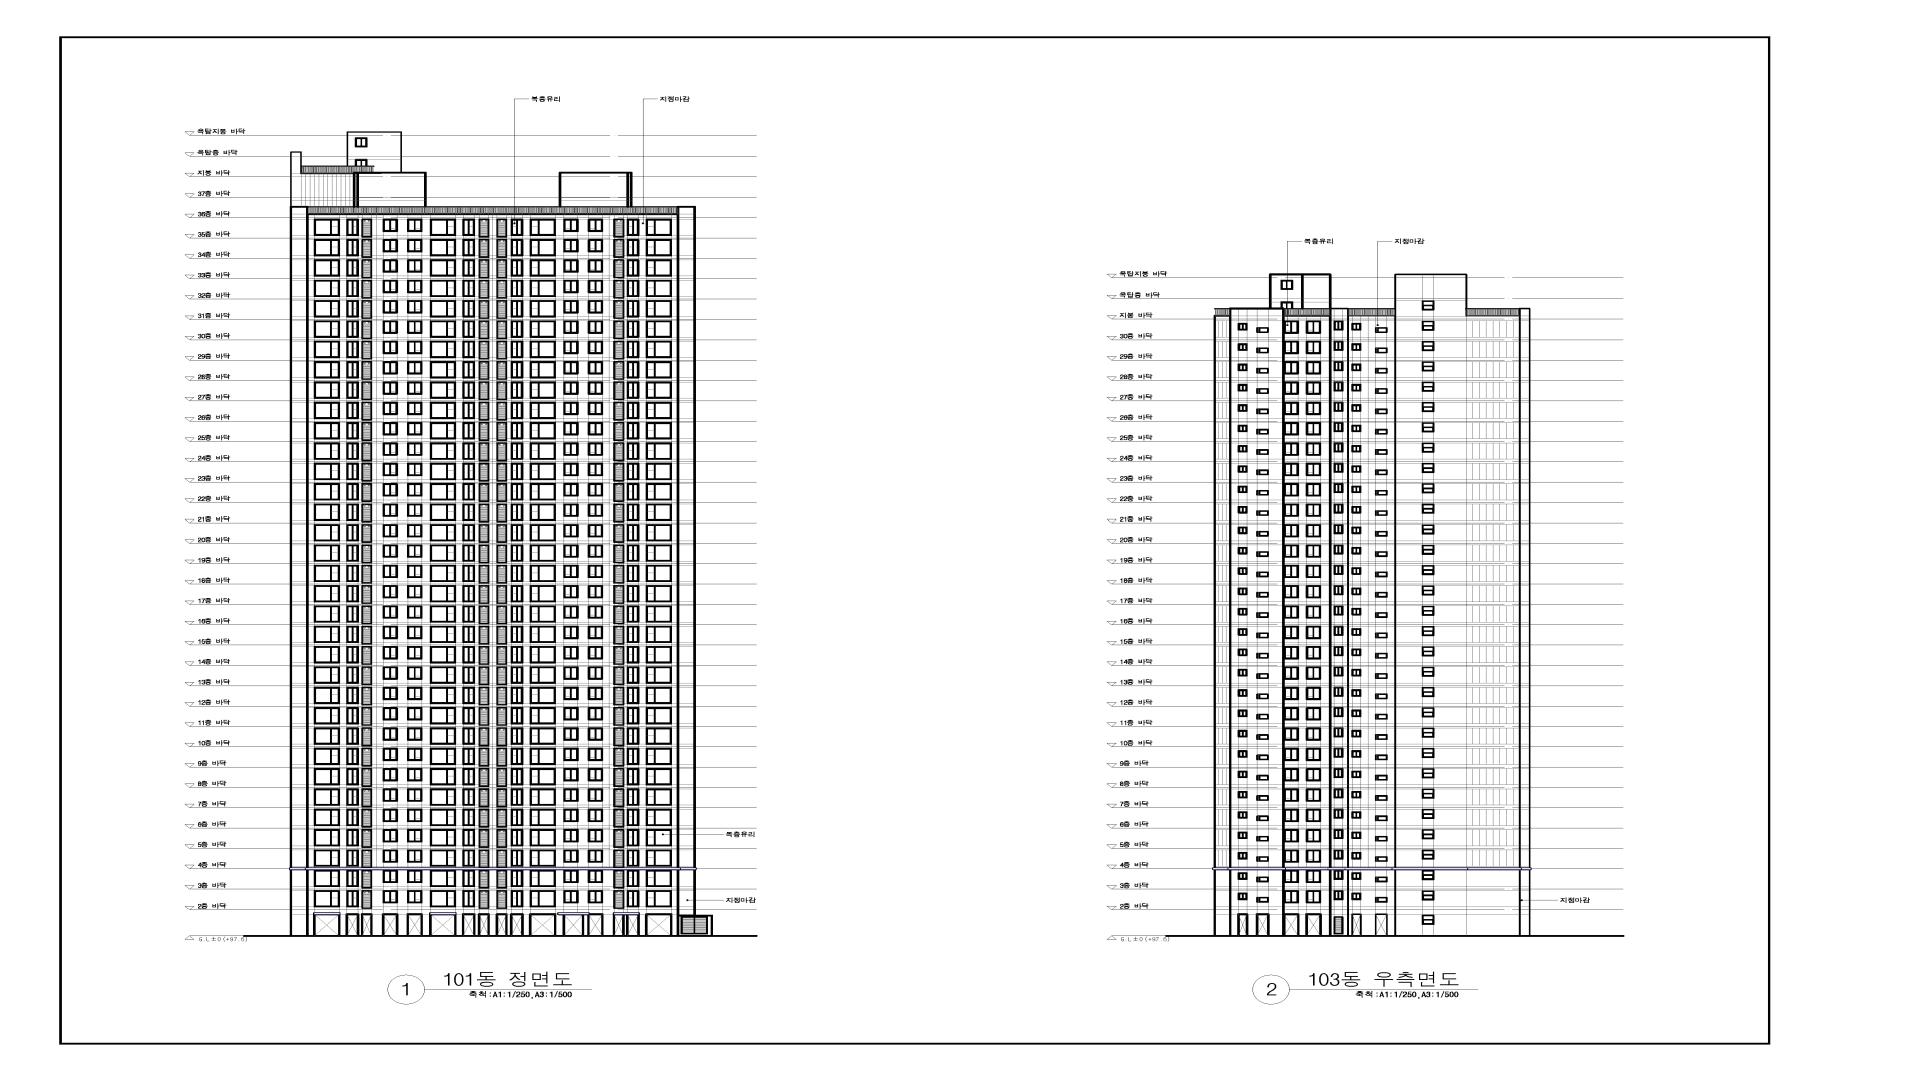 복층유리
지정마감
옥탑지붕 바닥
옥탑층 바닥
지붕 바닥
37층 바닥
36층 바닥
35층 바닥
34층 바닥
33층 바닥
32층 바닥
31층 바닥
30층 바닥
29층 바닥
28층 바닥
27층 바닥
26층 바닥
25층 바닥
24층 바닥
23층 바닥
22층 바닥
21층 바닥
20층 바닥
19층 바닥
18층 바닥
17층 바닥
16층 바닥
15층 바닥
14층 바닥
13층 바닥
12층 바닥
11층 바닥
10층 바닥
9층 바닥
8층 바닥
7층 바닥
6층 바닥
5층 바닥
4층 바닥
3층 바닥
2층 바닥
G.L±0(+97.6)
복층유리
지정마감
1
101동 정면도
축척 :A1:1/250,A3:1/500
복층유리
지정마감
옥탑지붕 바닥
옥탑층 바닥
지붕 바닥
30층 바닥
29층 바닥
28층 바닥
27층 바닥
26층 바닥
25층 바닥
24층 바닥
23층 바닥
22층 바닥
21층 바닥
20층 바닥
19층 바닥
18층 바닥
17층 바닥
16층 바닥
15층 바닥
14층 바닥
13층 바닥
12층 바닥
11층 바닥
10층 바닥
9층 바닥
8층 바닥
7층 바닥
6층 바닥
5층 바닥
4층 바닥
3층 바닥
2층 바닥
G.L±0(+97.6)
지정마감
2
103동 우측면도
축척 :A1:1/250,A3:1/500